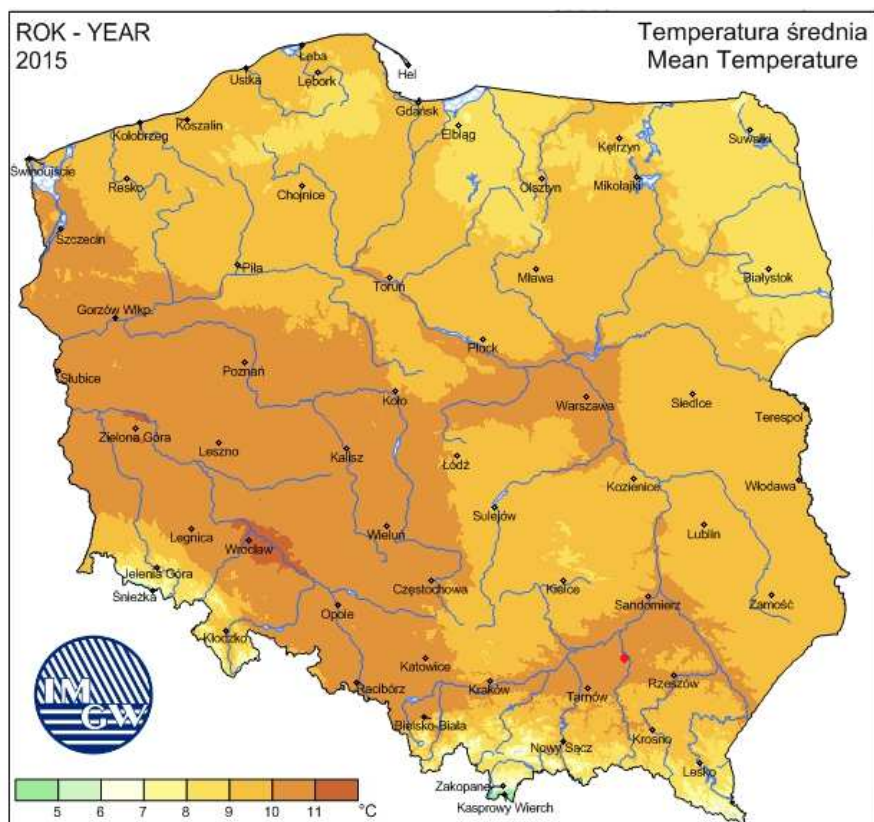 ROK - YEAR
2015
Temperatura średnia
Mean Temperature
Łeba
Hel
Ustka
Lębork
Gdańsk
Kołobrzeg
Koszalin
Elbląg
Kętrzyn
Suwałki
Świnoujście
Resko
Chojnice
Olsztyn
Mikołajki
Szczecin
Piła
Toruń
Mława
Białystok
Gorzów Wlkp.
Płock
Słubice
Poznań
Koło
Warszawa
Siedlce
Terespol
Zielona Góra
Leszno
Kalisz
Łódź
Kozienice
Włodawa
Sulejów
Legnica
Wrocław
Wieluń
Lublin
Jelenia Góra
Śnieżka
Częstochowa
Kielce
Sandomierz
Zamość
Opole
Kłodzko
Katowice
Racibórz
Kraków
Tarnów
Rzeszów
Bielsko-Biała
Nowy Sącz
Krosno
Lesko
Zakopane
Kasprowy Wierch
IM
GW
5 6 7 8 9 10 11 °C